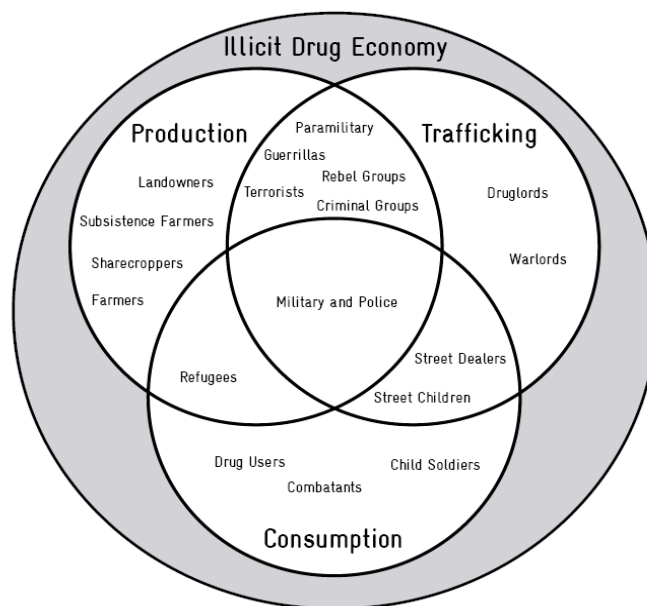 Illicit Drug Economy
Production
Trafficking
Paramilitary
Guerrillas
Rebel Groups
Terrorists
Criminal Groups
Landowners
Subsistence Farmers
Sharecroppers
Farmers
Druglords
Warlords
Military and Police
Refugees
Street Dealers
Street Children
Drug Users
Combatants
Child Soldiers
Consumption